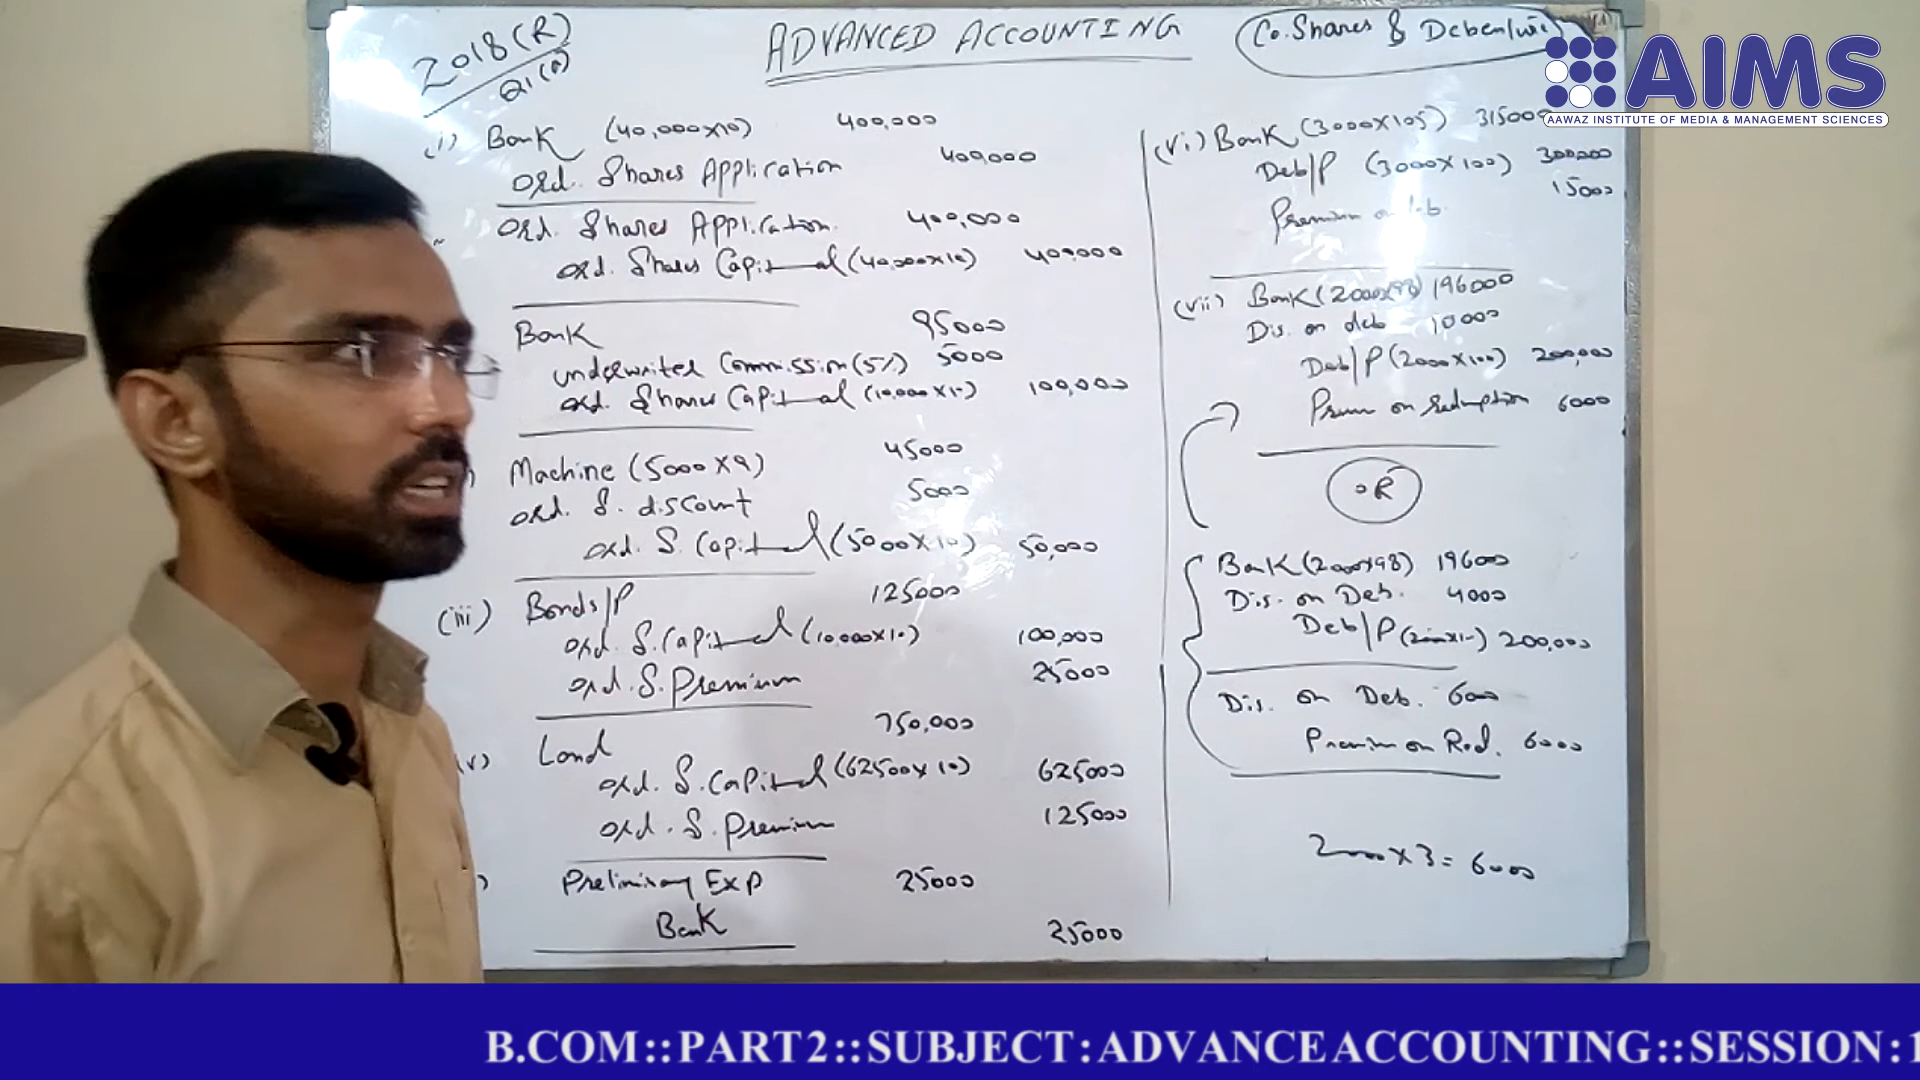 2018(R)
Q1(a)
ADVANCED ACCOUNTING
Co. Shares & Debenture
AIMS
AAWAZ INSTITUTE OF MEDIA & MANAGEMENT SCIENCES
(i) Bank (40,000x10) 400,000
ord. Shares Application 400,000
ord. Shares Application 400,000
ord. Shares Capital (40,000x10) 400000
Bank 95000
underwriter Commission (5%) 5000
ord. Shares Capital (10,000x10) 100,000
Machine (5000x9) 45000
ord. S. discount 5000
ord. S. Capital (5000x10) 50,000
(iii) Bonds/P 125000
ord. S. Capital (10,000x10) 100,000
ord. S. Premium 25000
Land 750,000
ord. S. Capital (62500x10) 625000
ord. S. Premium 125000
Preliminary Exp 25000
Bank 25000
(vi) Bank (3000x105) 315000
Deb/P (3000x100) 300,000
Premium on deb. 15000
(vii) Bank (2000x98) 196000
Dis. on deb 10000
Deb/P (2000x100) 200,000
Prem on Redemption 6000
OR
Bank (2000x98) 196000
Dis. on Deb. 4000
Deb/P 200,000
Dis. on Deb. 6000
Premium on Red. 6000
2000x3=6000
B.COM::PART2::SUBJECT:ADVANCE ACCOUNTING::SESSION:1